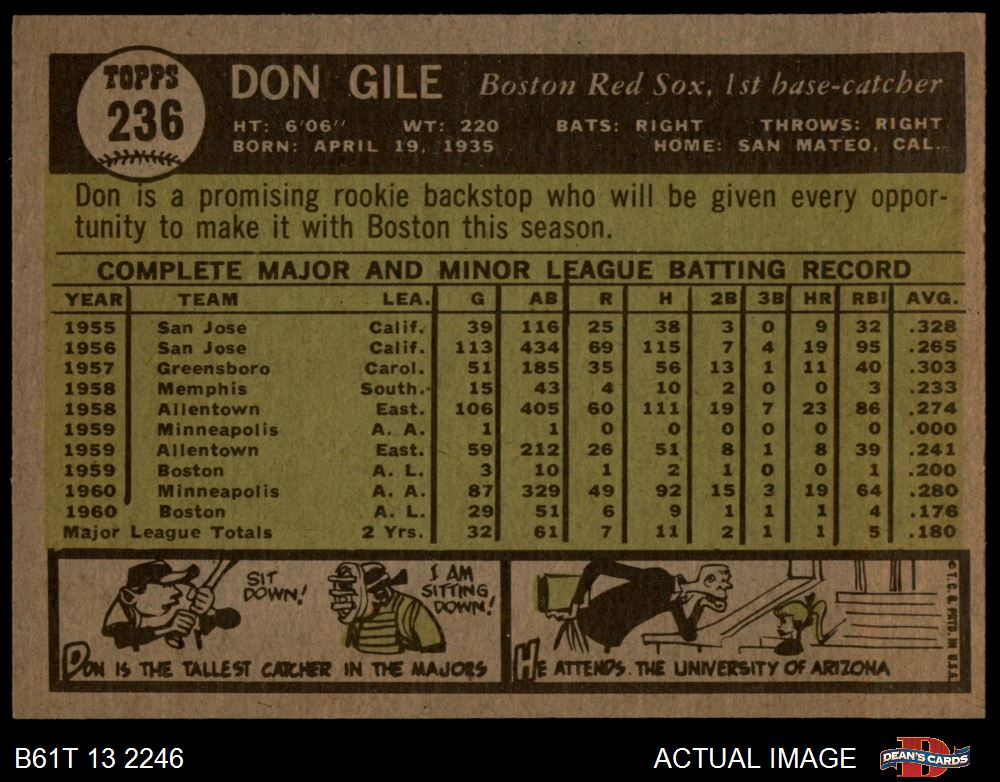 TOPPS
236
DON GILE Boston Red Sox, 1st base-catcher
HT: 6'06" WT: 220 BATS: RIGHT THROWS: RIGHT
BORN: APRIL 19, 1935 HOME: SAN MATEO, CAL.
Don is a promising rookie backstop who will be given every oppor-
tunity to make it with Boston this season.
COMPLETE MAJOR AND MINOR LEAGUE BATTING RECORD
YEAR TEAM LEA. G AB R H 2B 3B HR RBI AVG.
1955 San Jose Calif. 39 116 25 38 3 0 9 32 .328
1956 San Jose Calif. 113 434 69 115 7 4 19 95 .265
1957 Greensboro Carol. 51 185 35 56 13 1 11 40 .303
1958 Memphis South. 15 43 4 10 2 0 0 3 .233
1958 Allentown East. 106 405 60 111 19 7 23 86 .274
1959 Minneapolis A. A. 1 1 0 0 0 0 0 0 .000
1959 Allentown East. 59 212 26 51 8 1 8 39 .241
1959 Boston A. L. 3 10 1 2 1 0 0 1 .200
1960 Minneapolis A. A. 87 329 49 92 15 3 19 64 .280
1960 Boston A. L. 29 51 6 9 1 1 1 4 .176
Major League Totals 2 Yrs. 32 61 7 11 2 1 1 5 .180
SIT
DOWN!
I AM
SITTING
DOWN!
DON IS THE TALLEST CATCHER IN THE MAJORS
HE ATTENDS THE UNIVERSITY OF ARIZONA
© T. C. G. PRTD. IN U.S.A.
B61T 13 2246 ACTUAL IMAGE
DEAN'S CARDS